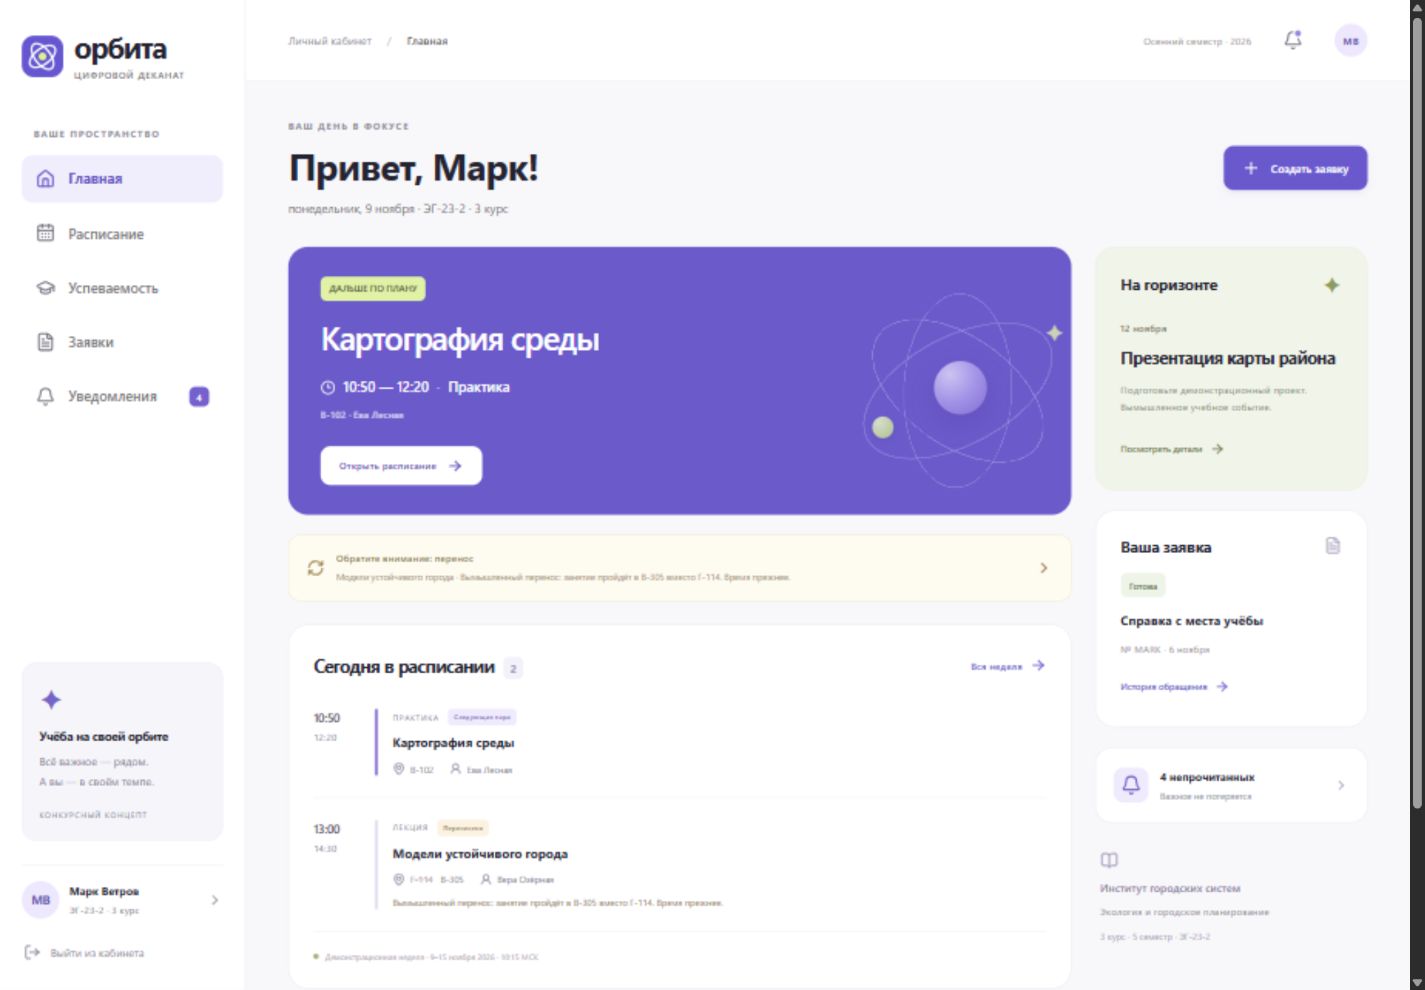 орбита
ЦИФРОВОЙ ДЕКАНАТ
ВАШЕ ПРОСТРАНСТВО
Главная
Расписание
Успеваемость
Заявки
Уведомления 4
Учёба на своей орбите
Всё важное — рядом.
А вы — в своём темпе.
КОНКУРСНЫЙ КОНЦЕПТ
МВ
Марк Ветров
ЭГ-23-2 · 3 курс
Выйти из кабинета
Личный кабинет / Главная
Осенний семестр · 2026
МВ
ВАШ ДЕНЬ В ФОКУСЕ
Привет, Марк!
понедельник, 9 ноября · ЭГ-23-2 · 3 курс
Создать заявку
ДАЛЬШЕ ПО ПЛАНУ
Картография среды
10:50 — 12:20 · Практика
В-102 · Ева Лесная
Открыть расписание
Обратите внимание: перенос
Модели устойчивого города · Вымышленный перенос: занятие пройдёт в В-305 вместо Г-114. Время прежнее.
Сегодня в расписании 2
Вся неделя
10:50
12:20
ПРАКТИКА Следующая пара
Картография среды
В-102 Ева Лесная
13:00
14:30
ЛЕКЦИЯ Перенесена
Модели устойчивого города
Г-114 В-305 Вера Озёрная
Вымышленный перенос: занятие пройдёт в В-305 вместо Г-114. Время прежнее.
Демонстрационная неделя · 9–15 ноября 2026 · 10:15 МСК
На горизонте
12 ноября
Презентация карты района
Подготовьте демонстрационный проект.
Вымышленное учебное событие.
Посмотреть детали
Ваша заявка
Готова
Справка с места учёбы
№ MARK · 6 ноября
История обращения
4 непрочитанных
Важное не потеряется
Институт городских систем
Экология и городское планирование
3 курс · 5 семестр · ЭГ-23-2